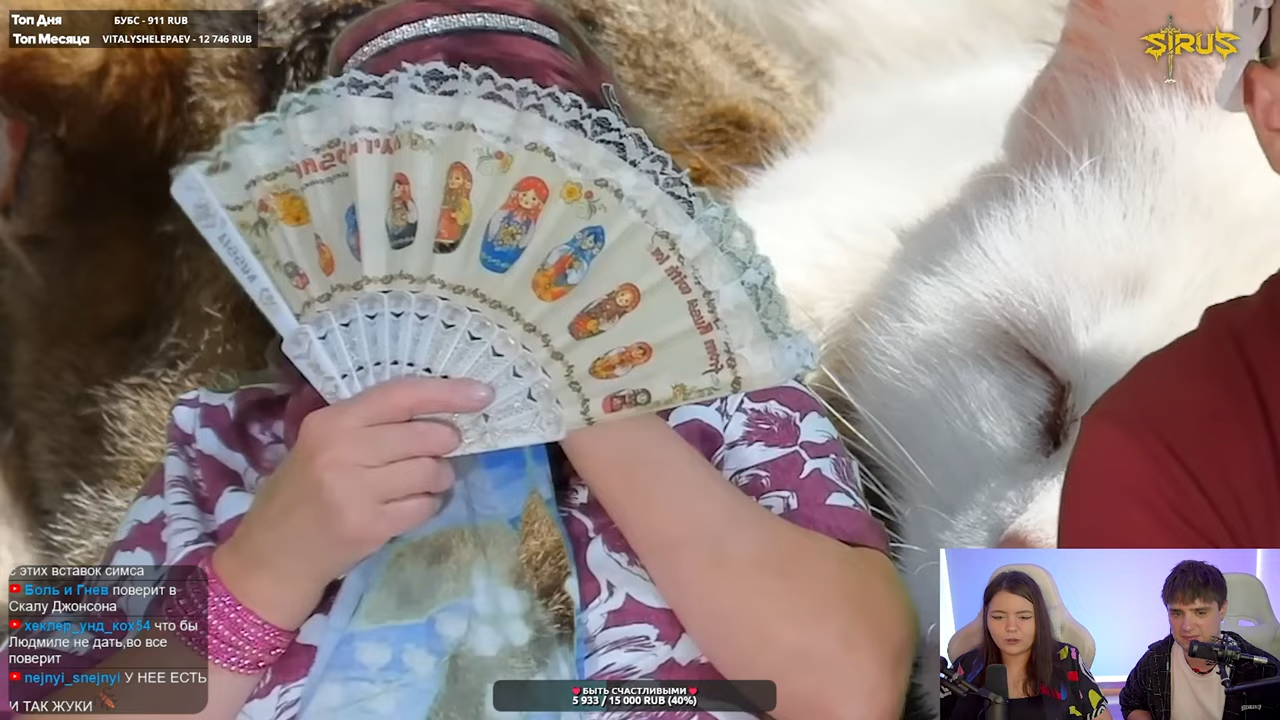 Топ Дня БУБС - 911 RUB
Топ Месяца VITALYSHELEPAEV - 12 746 RUB
SIRUS
с этих вставок симса
Боль и Гнев поверит в
Скалу Джонсона
хеклер_унд_кох54 что бы
Людмиле не дать,во все
поверит
nejnyi_snejnyi У НЕЕ ЕСТЬ
И ТАК ЖУКИ
БЫТЬ СЧАСТЛИВЫМИ
5 933 / 15 000 RUB (40%)